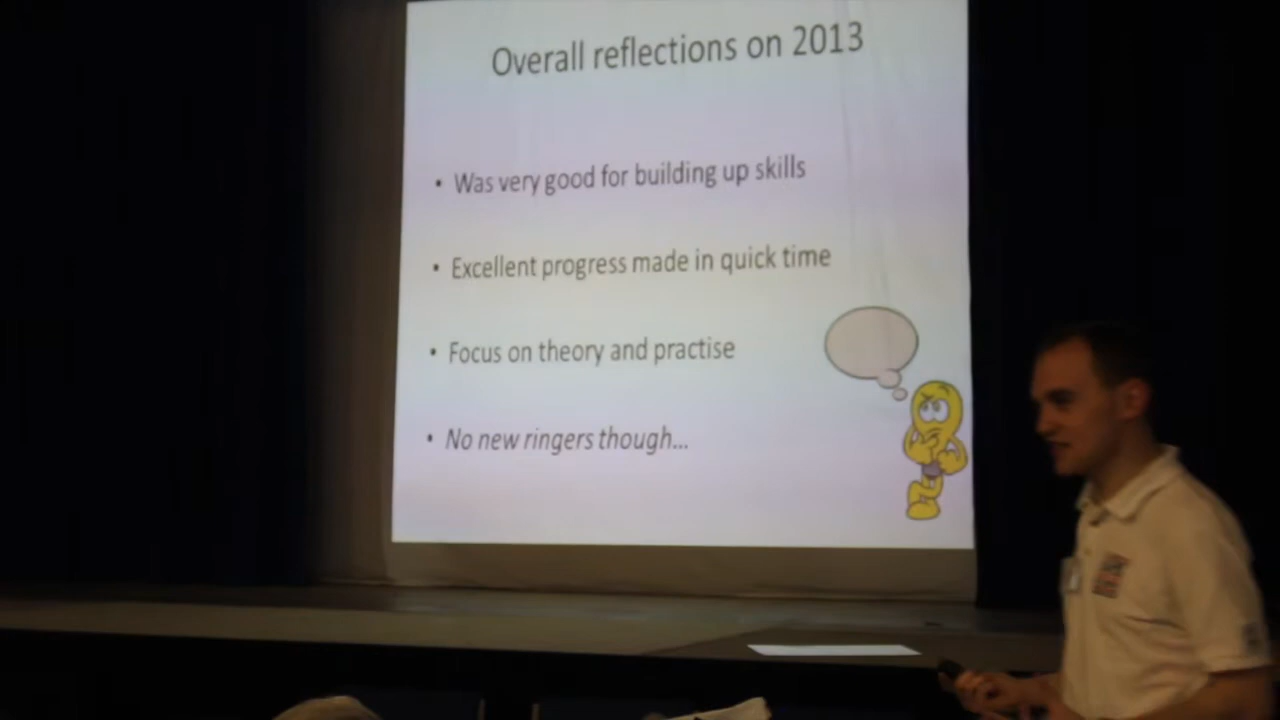 Overall reflections on 2013
• Was very good for building up skills
• Excellent progress made in quick time
• Focus on theory and practise
• No new ringers though...